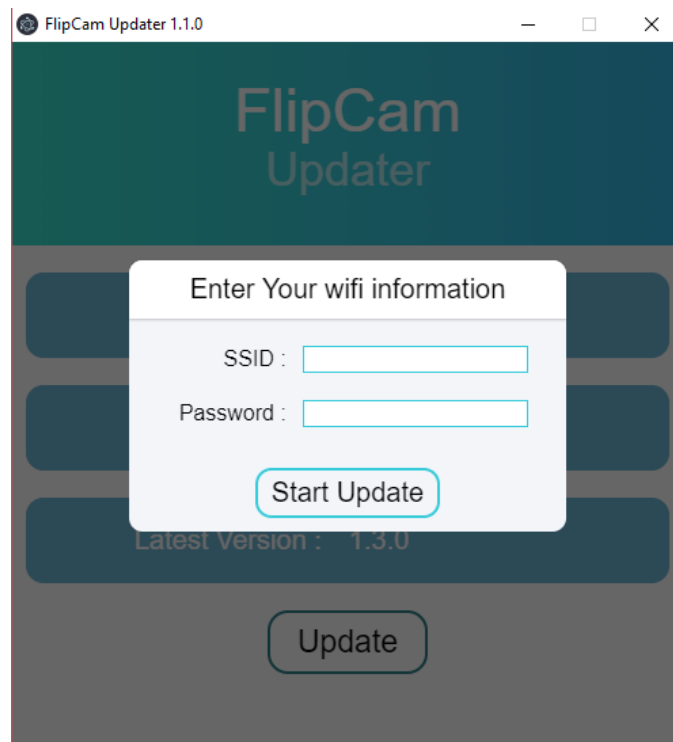 FlipCam Updater 1.1.0
FlipCam
Updater
Enter Your wifi information
SSID :
Password :
Start Update
Latest Version : 1.3.0
Update